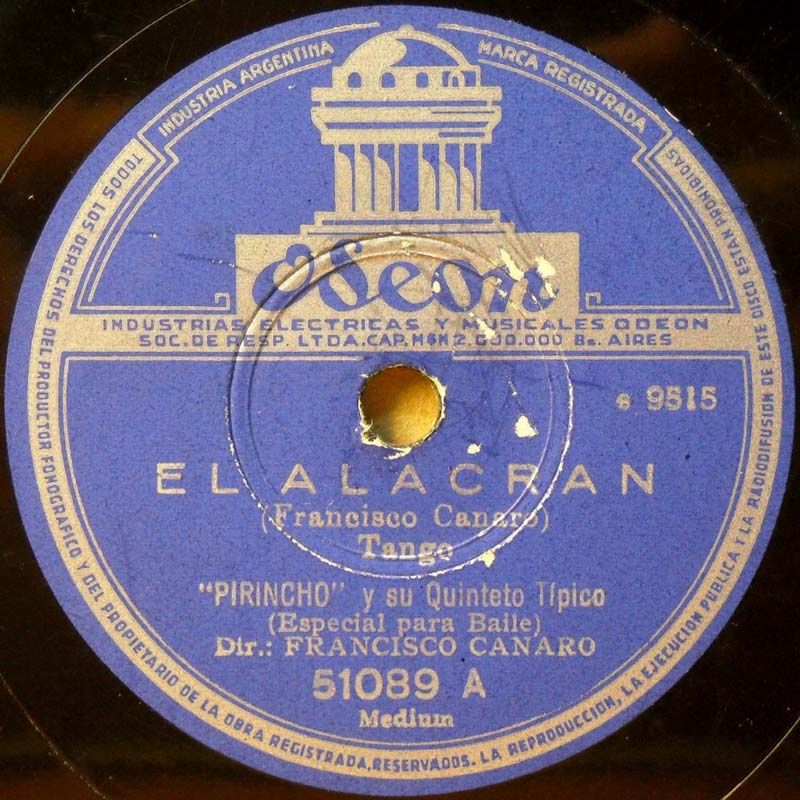 INDUSTRIA ARGENTINA
MARCA REGISTRADA
Odeon
INDUSTRIAS ELECTRICAS Y MUSICALES ODEON
SOC. DE RESP. LTDA. CAP. M$N 2.000.000 Bs. AIRES
e 9515
EL ALACRAN
(Francisco Canaro)
Tango
"PIRINCHO" y su Quinteto Típico
(Especial para Baile)
Dir.: FRANCISCO CANARO
51089 A
Medium
TODOS LOS DERECHOS DEL PRODUCTOR FONOGRÁFICO Y DEL PROPIETARIO DE LA OBRA REGISTRADA, RESERVADOS. LA REPRODUCCION, LA EJECUCION PUBLICA Y LA RADIODIFUSION DE ESTE DISCO ESTAN PROHIBIDAS